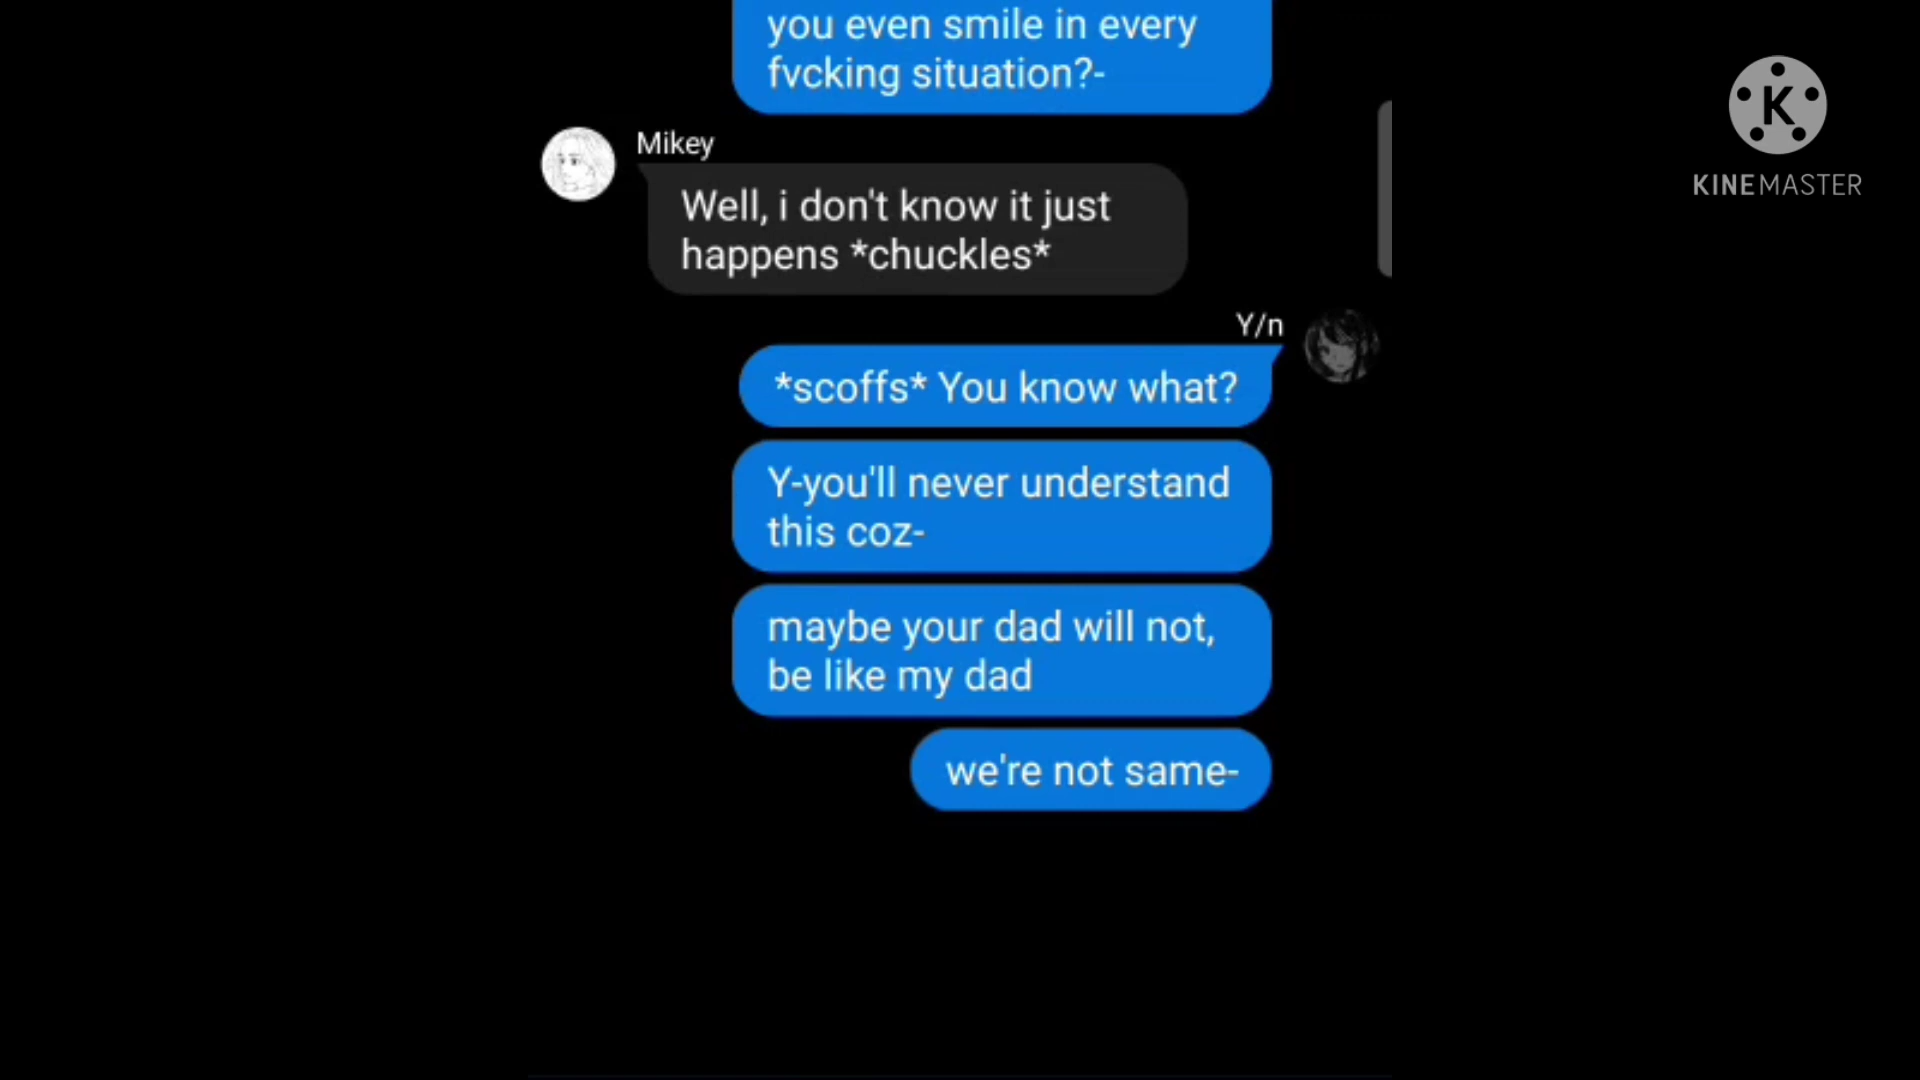 you even smile in every
fvcking situation?-
Mikey
Well, i don't know it just
happens *chuckles*
Y/n
*scoffs* You know what?
Y-you'll never understand
this coz-
maybe your dad will not,
be like my dad
we're not same-
K
KINEMASTER